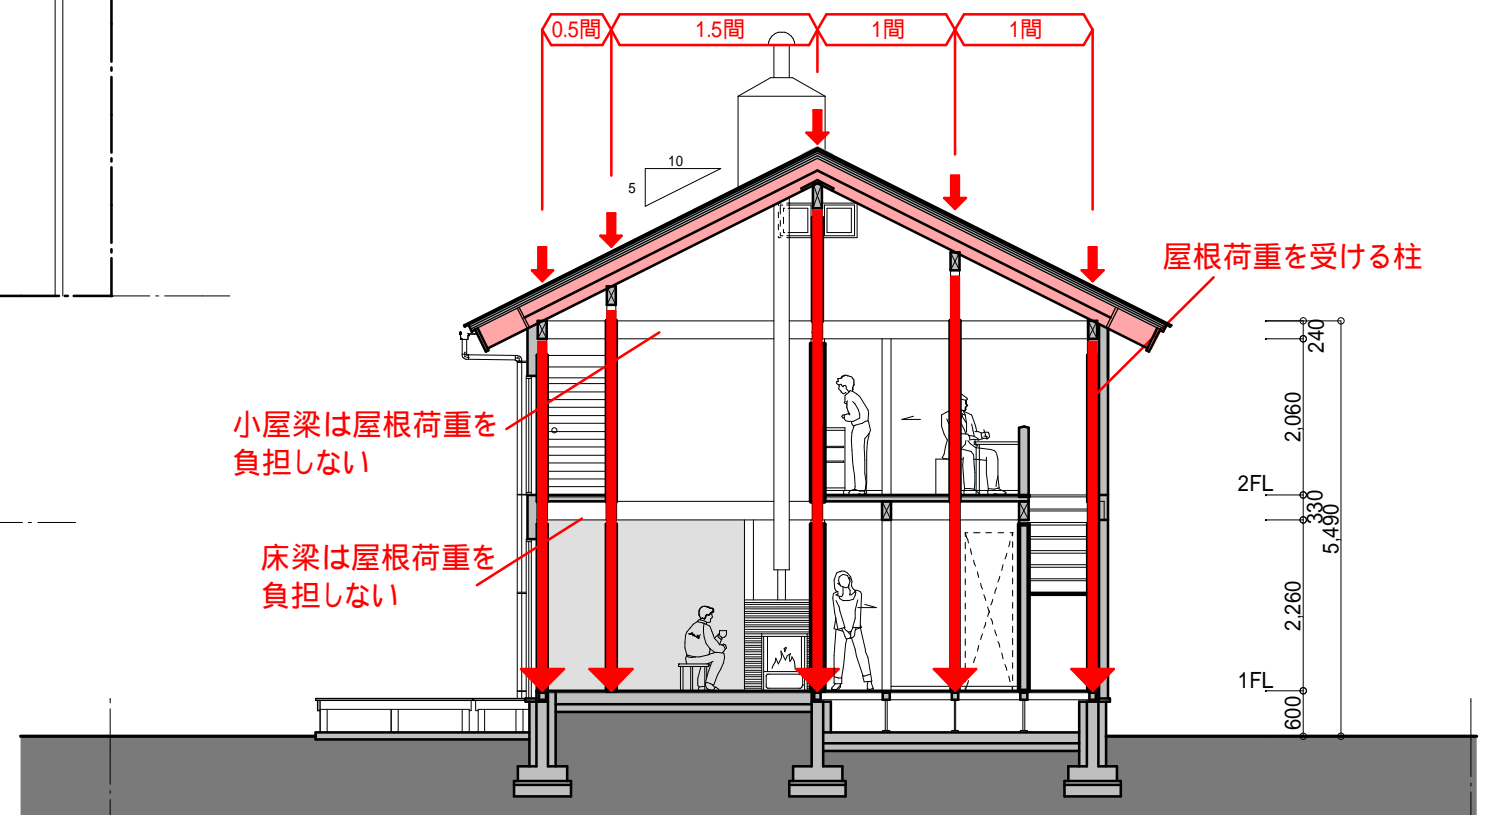 0.5間
1.5間
1間
1間
10
5
屋根荷重を受ける柱
小屋梁は屋根荷重を
負担しない
床梁は屋根荷重を
負担しない
240
2,060
2FL
330
5,490
2,260
1FL
600